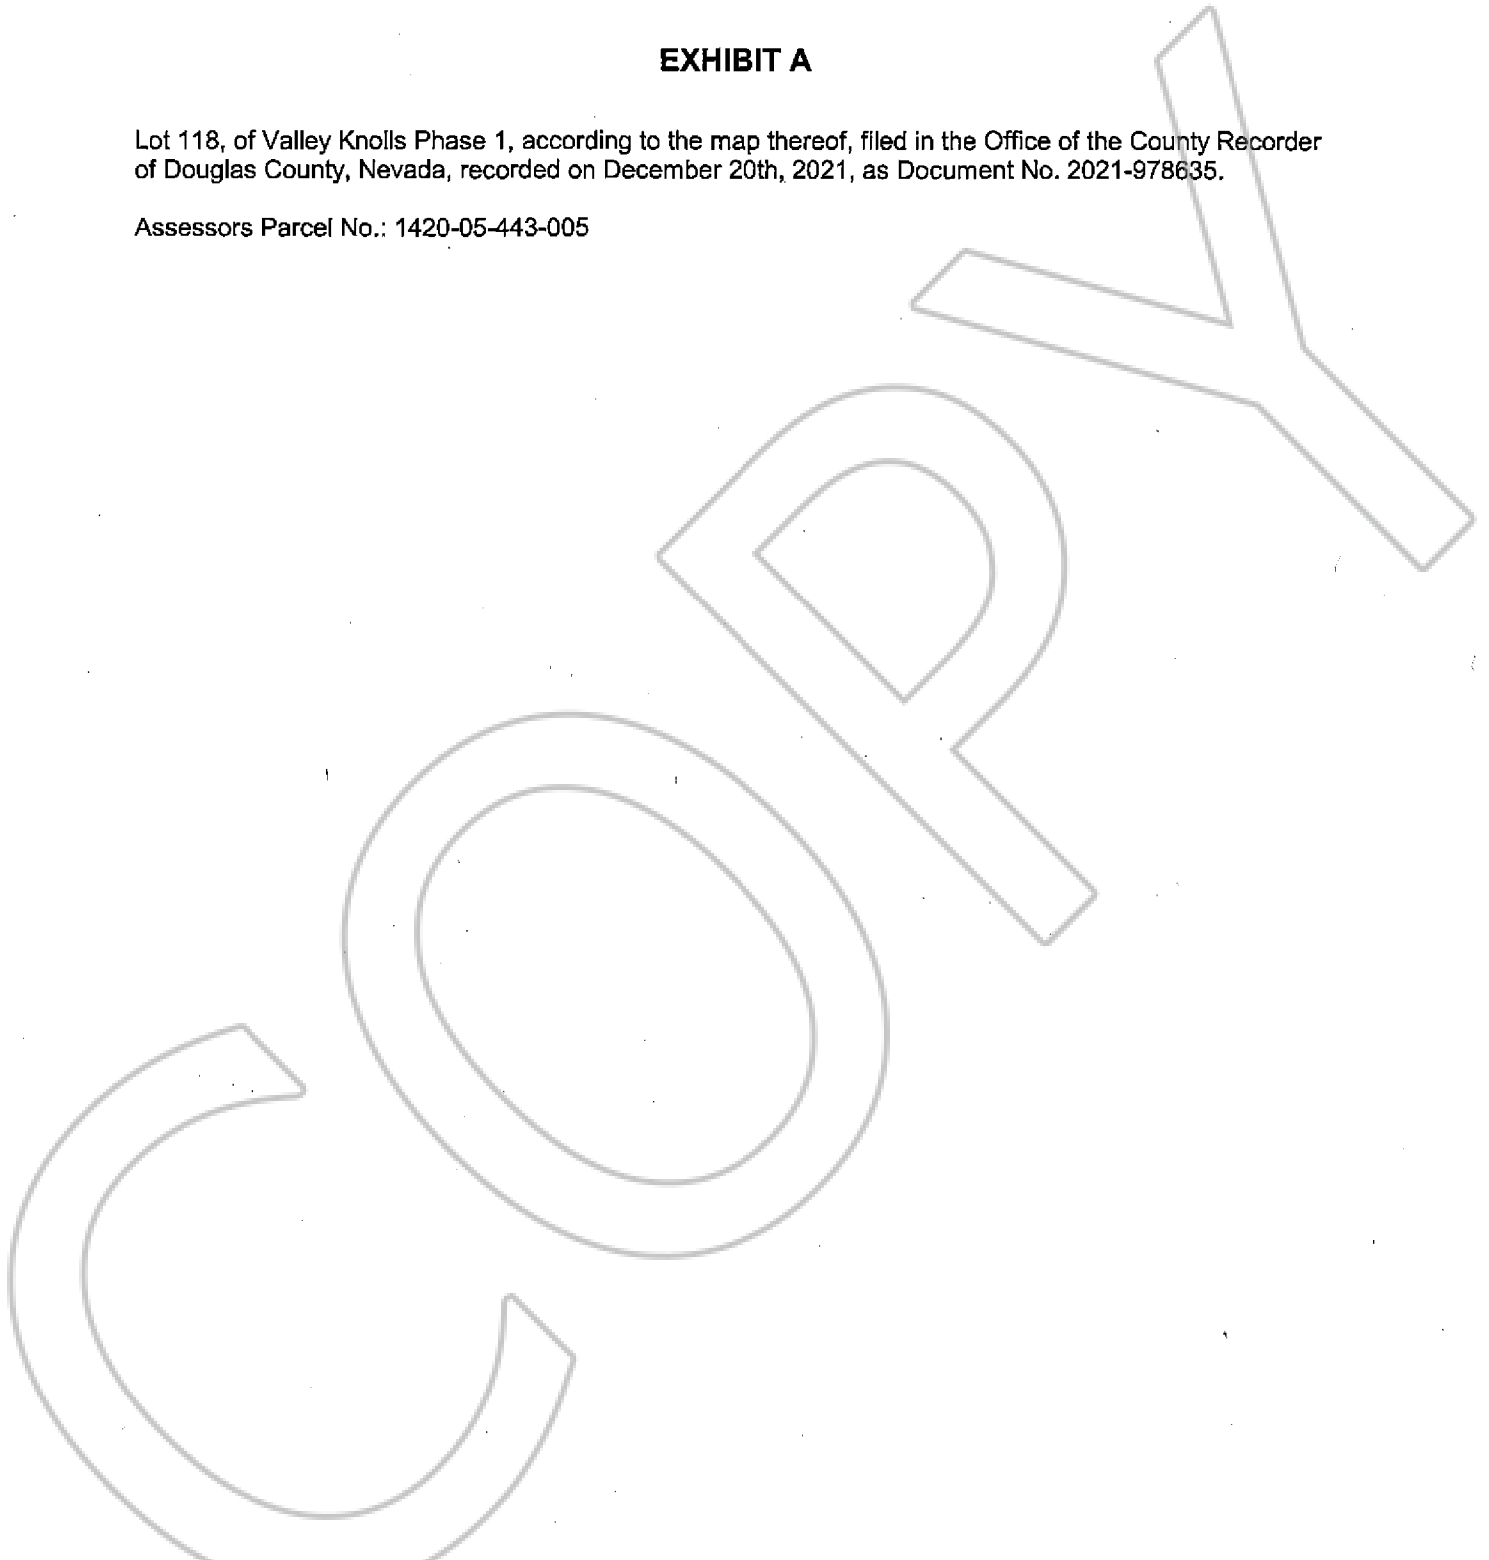 EXHIBIT A
Lot 118, of Valley Knolls Phase 1, according to the map thereof, filed in the Office of the County Recorder
of Douglas County, Nevada, recorded on December 20th, 2021, as Document No. 2021-978635.
Assessors Parcel No.: 1420-05-443-005
COPY